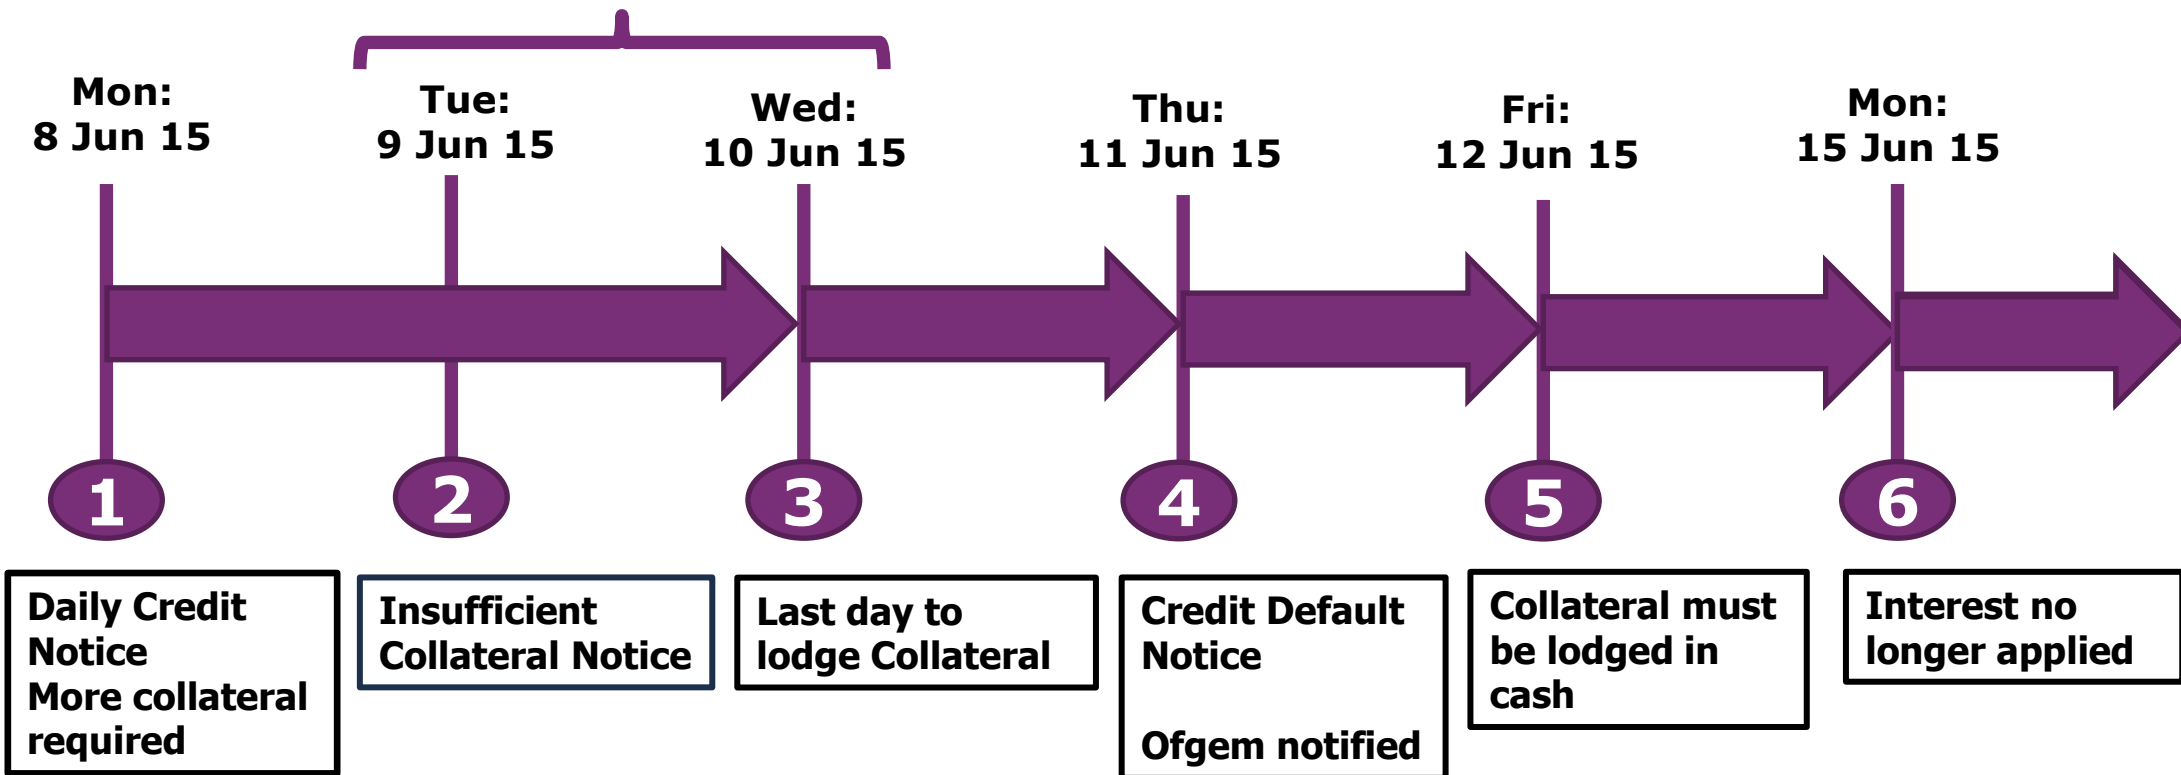 Mon:
8 Jun 15
Tue:
9 Jun 15
Wed:
10 Jun 15
Thu:
11 Jun 15
Fri:
12 Jun 15
Mon:
15 Jun 15
1
2
3
4
5
6
Daily Credit
Notice
More collateral
required
Insufficient
Collateral Notice
Last day to
lodge Collateral
Credit Default
Notice
Ofgem notified
Collateral must
be lodged in
cash
Interest no
longer applied